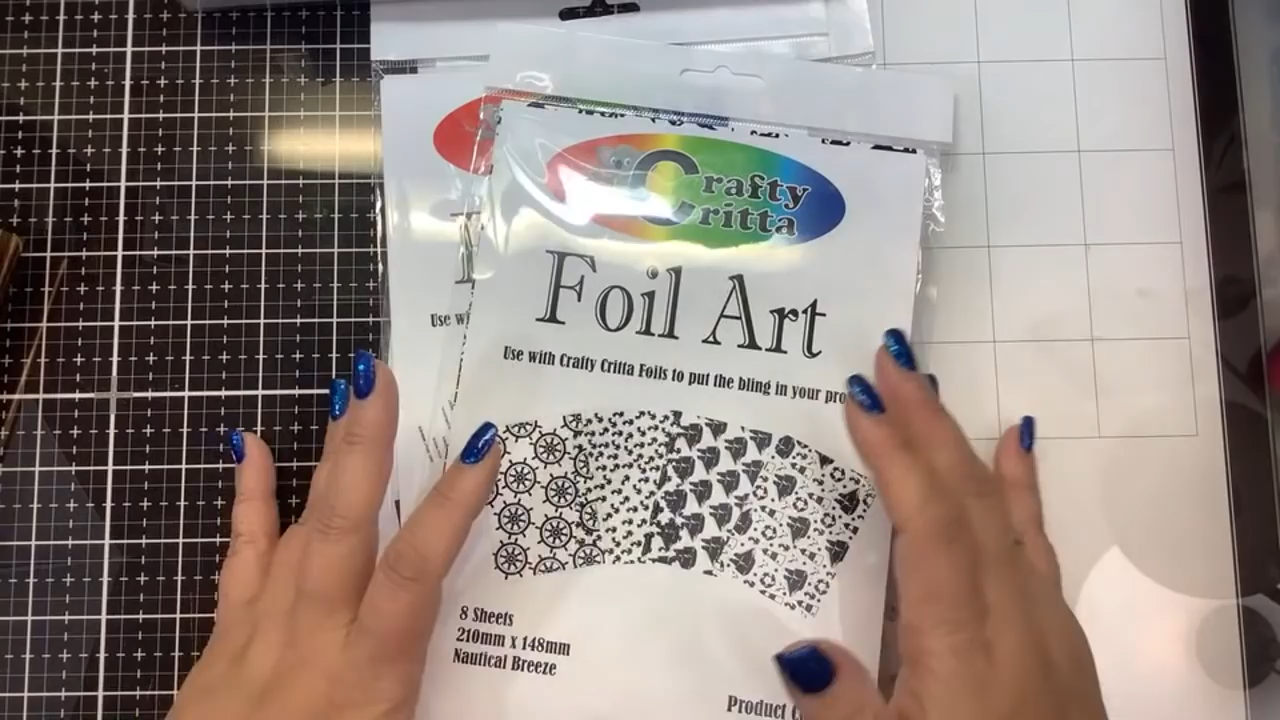 Crafty
Critta
Foil Art
Use with Crafty Critta Foils to put the bling in your
8 Sheets
210mm x 148mm
Nautical Breeze
Product
Use